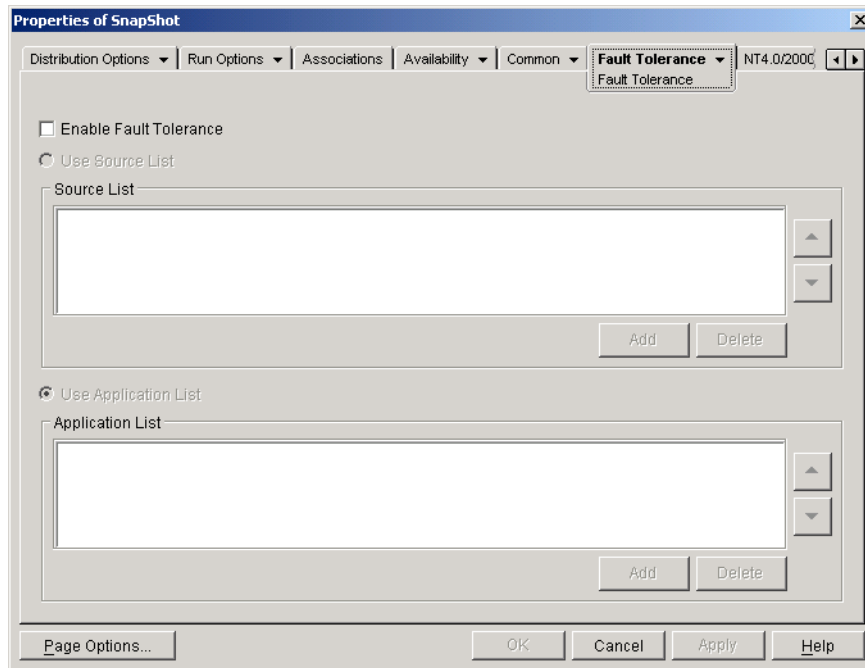 Properties of SnapShot
Distribution Options Run Options Associations Availability Common Fault Tolerance NT4.0/2000
Fault Tolerance
Enable Fault Tolerance
Use Source List
Source List
Add Delete
Use Application List
Application List
Add Delete
Page Options... OK Cancel Apply Help